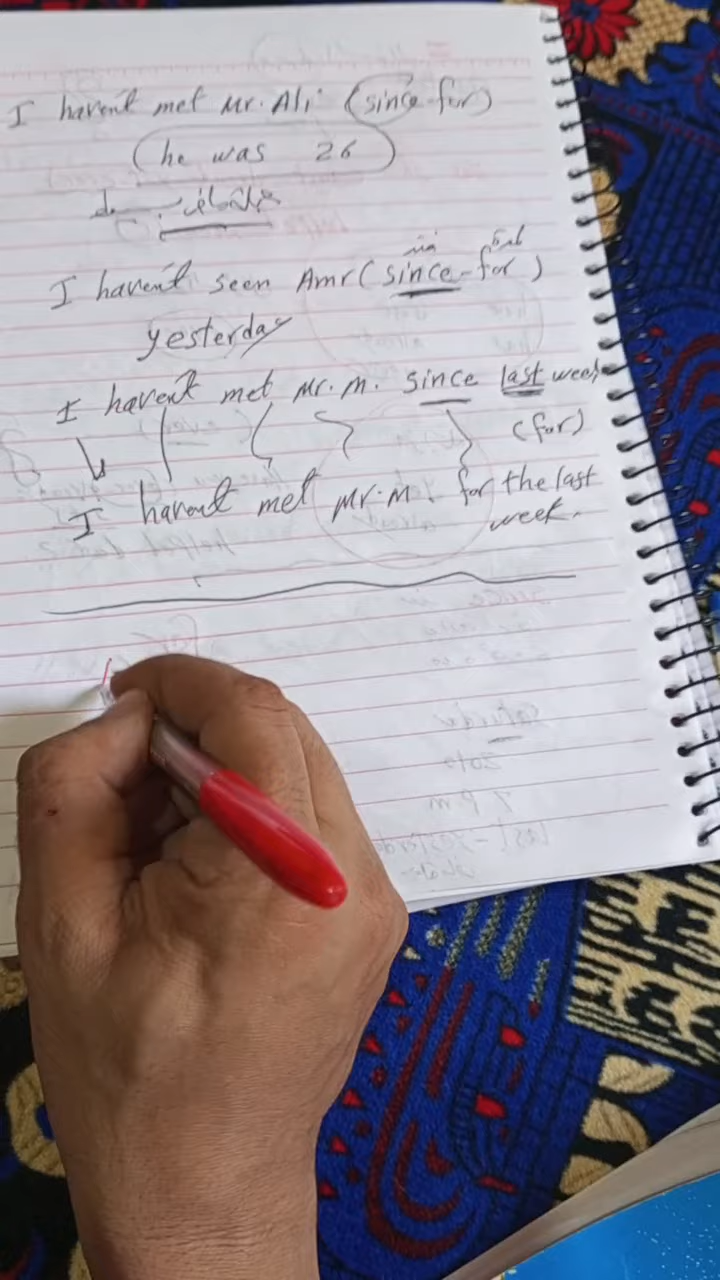 I haven't met Mr. Ali (since-for)
(he was 26)
I haven't seen Amr (since-for)
yesterday
I haven't met Mr. M. since last week
(for)
I haven't met Mr. M. for the last
week.